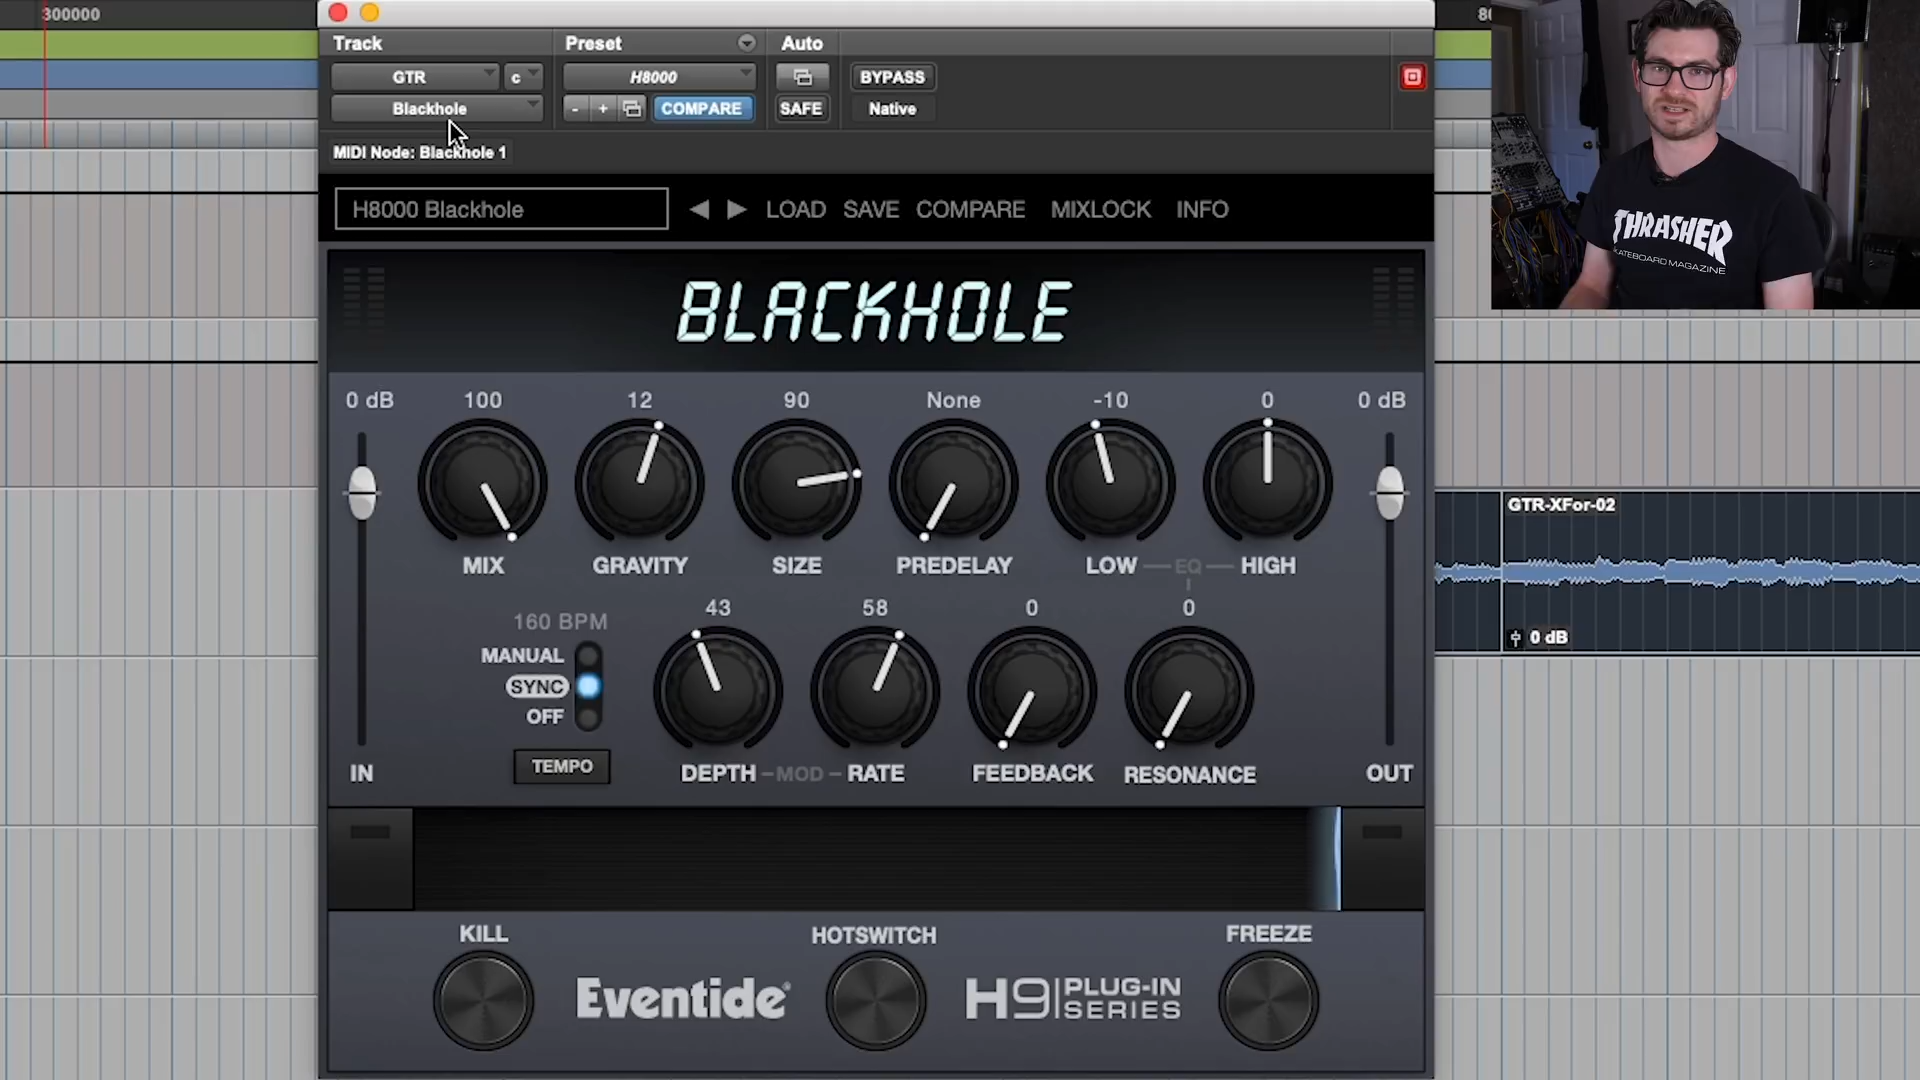 300000
Track
Preset
Auto
GTR
c
H8000
BYPASS
Blackhole
-
+
COMPARE
SAFE
Native
MIDI Node: Blackhole 1
H8000 Blackhole
LOAD
SAVE
COMPARE
MIXLOCK
INFO
BLACKHOLE
0 dB
100
12
90
None
-10
0
0 dB
MIX
GRAVITY
SIZE
PREDELAY
LOW
EQ
HIGH
160 BPM
43
58
0
0
MANUAL
SYNC
OFF
TEMPO
IN
DEPTH
MOD
RATE
FEEDBACK
RESONANCE
OUT
KILL
HOTSWITCH
FREEZE
Eventide®
H9
PLUG-IN
SERIES
THRASHER
SKATEBOARD MAGAZINE
GTR-XFor-02
0 dB